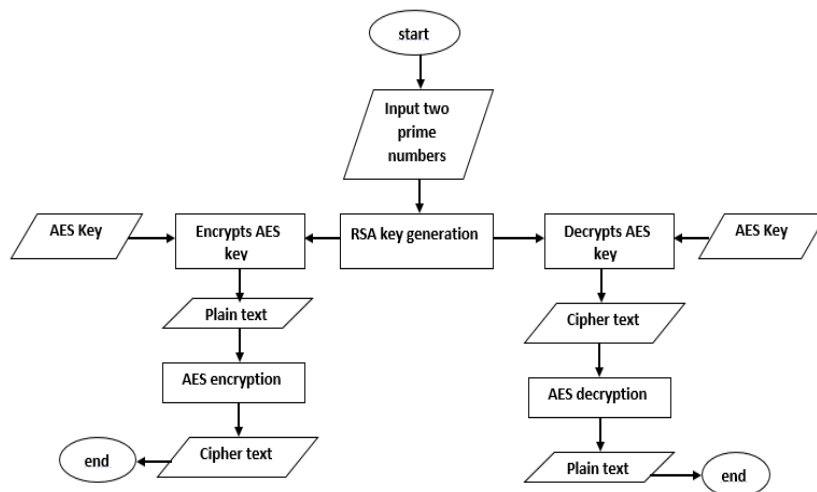 start
Input two
prime
numbers
AES Key
Encrypts AES
key
RSA key generation
Decrypts AES
key
AES Key
Plain text
Cipher text
AES encryption
AES decryption
end
Cipher text
Plain text
end